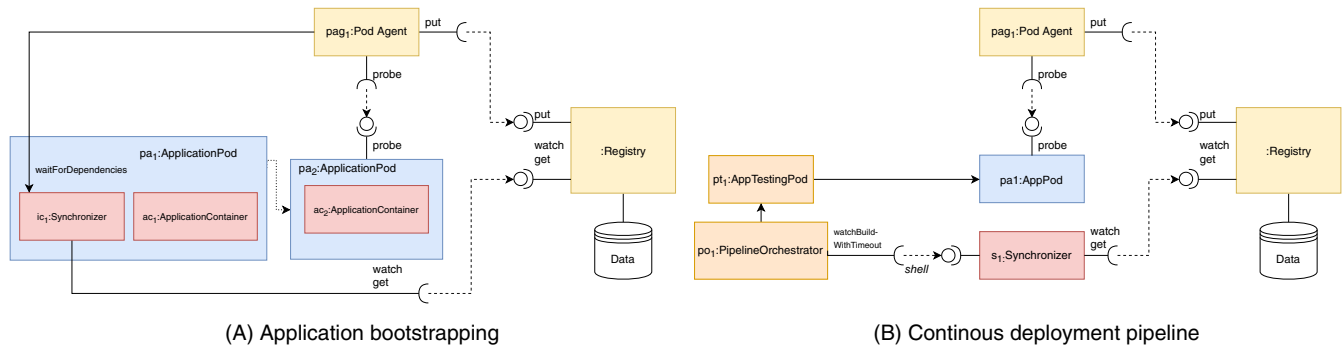 pag₁:Pod Agent
put
probe
put
watch
get
:Registry
probe
pa₁:ApplicationPod
pa₂:ApplicationPod
waitForDependencies
ic₁:Synchronizer
ac₁:ApplicationContainer
ac₂:ApplicationContainer
Data
watch
get
(A) Application bootstrapping
pag₁:Pod Agent
put
probe
put
watch
get
:Registry
probe
pt₁:AppTestingPod
pa1:AppPod
po₁:PipelineOrchestrator
watchBuild-
WithTimeout
shell
s₁:Synchronizer
watch
get
Data
(B) Continous deployment pipeline